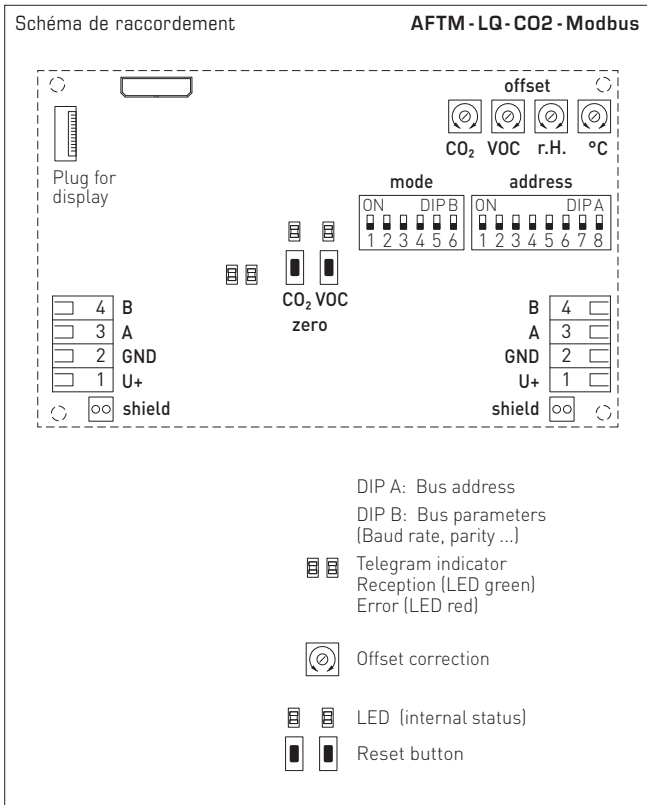 Schéma de raccordement AFTM-LQ-CO2-Modbus
offset
CO₂ VOC r.H. °C
Plug for
display
mode address
ON DIP B ON DIP A
1 2 3 4 5 6 1 2 3 4 5 6 7 8
CO₂ VOC
zero
4 B
3 A
2 GND
1 U+
shield
B 4
A 3
GND 2
U+ 1
shield
DIP A: Bus address
DIP B: Bus parameters
(Baud rate, parity ...)
Telegram indicator
Reception (LED green)
Error (LED red)
Offset correction
LED (internal status)
Reset button